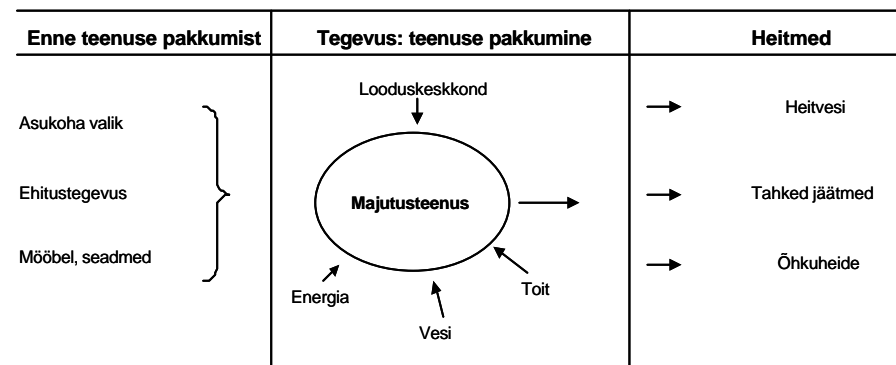 Enne teenuse pakkumist
Tegevus: teenuse pakkumine
Heitmed
Asukoha valik
Ehitustegevus
Mööbel, seadmed
Looduskeskkond
Majutusteenus
Energia
Vesi
Toit
Heitvesi
Tahked jäätmed
Õhkuheide